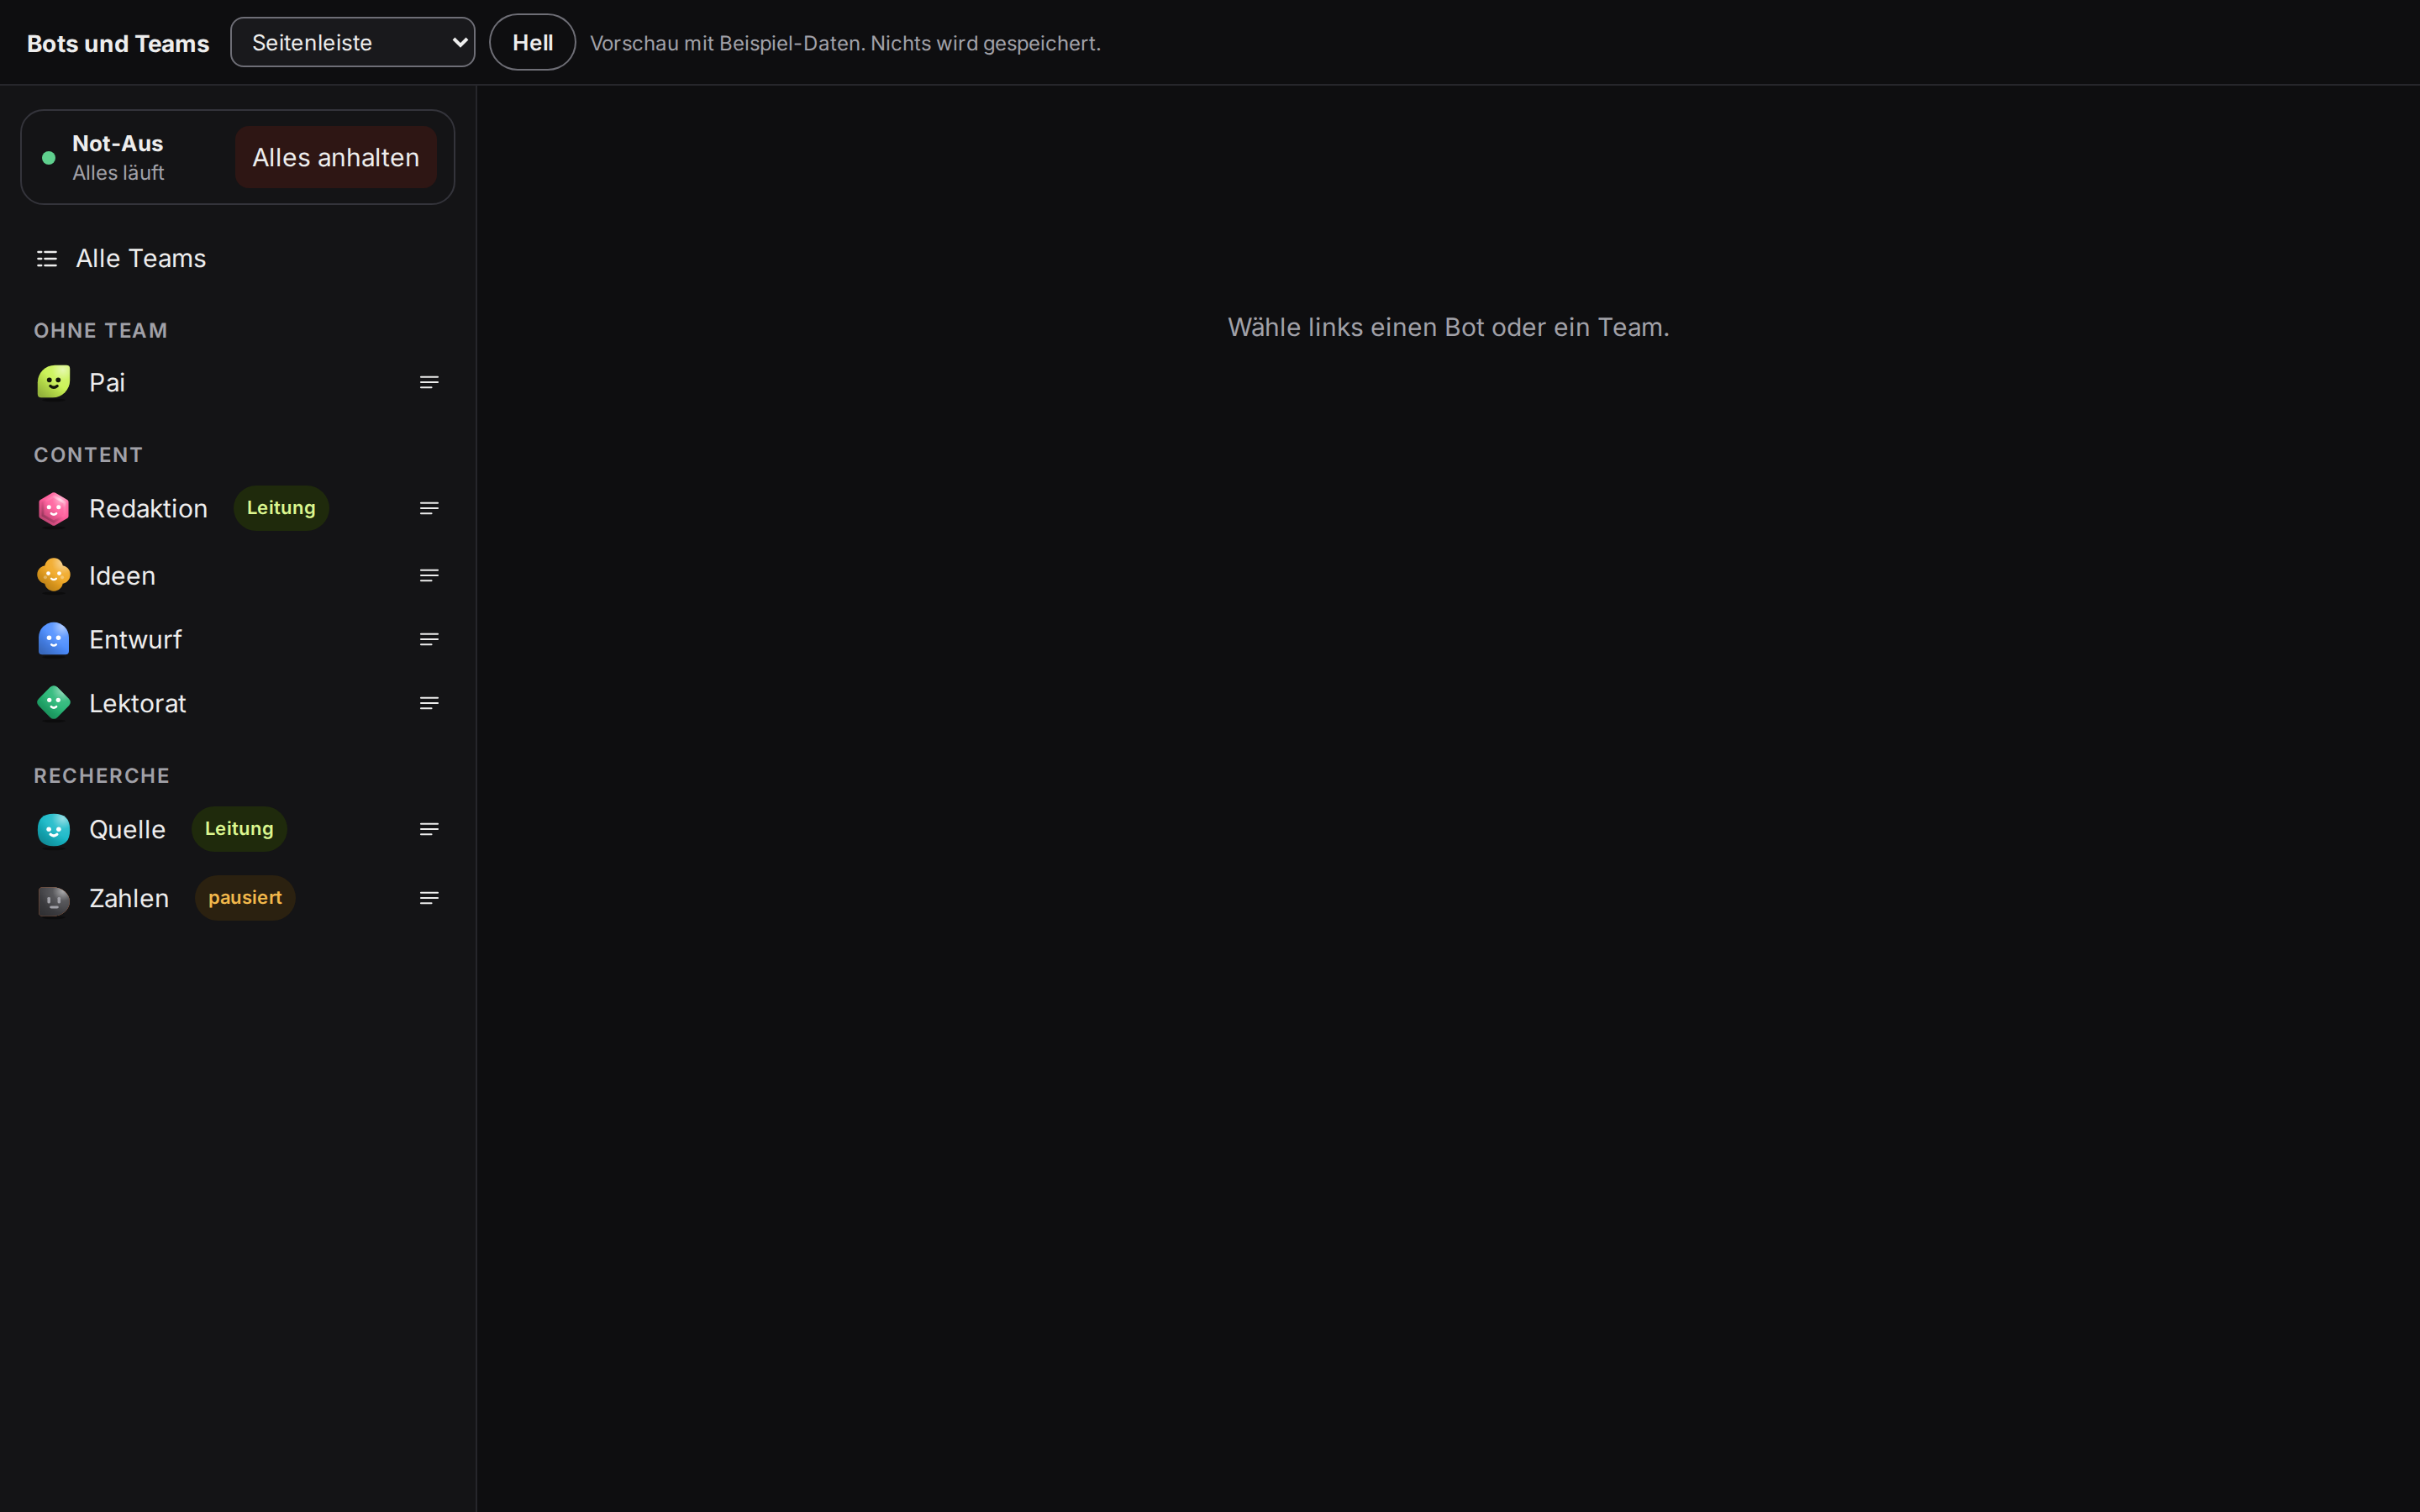 Bots und Teams
Seitenleiste
Hell
Vorschau mit Beispiel-Daten. Nichts wird gespeichert.
Not-Aus
Alles läuft
Alles anhalten
Alle Teams
OHNE TEAM
Pai
CONTENT
Redaktion Leitung
Ideen
Entwurf
Lektorat
RECHERCHE
Quelle Leitung
Zahlen pausiert
Wähle links einen Bot oder ein Team.